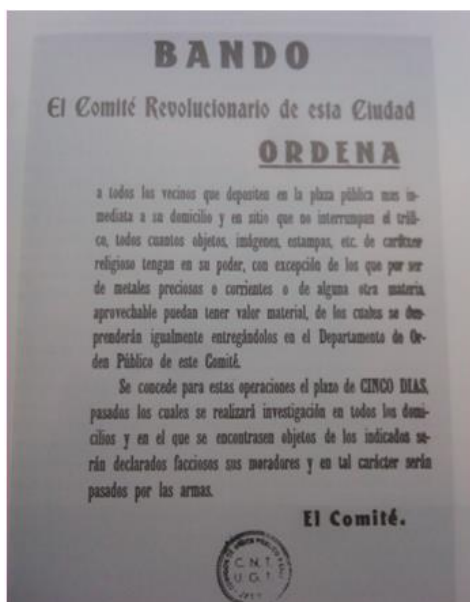 BANDO
El Comité Revolucionario de esta Ciudad
ORDENA
a todos los vecinos que depositen en la plaza pública mas in-
mediata a su domicilio y en sitio que no interrumpan el tráfi-
co, todos cuantos objetos, imágenes, estampas, etc. de carácter
religioso tengan en su poder, con excepción de los que por ser
de metales preciosos o corrientes o de alguna otra materia
aprovechable puedan tener valor material, de los cuales se des-
prenderán igualmente entregándolos en el Departamento de Or-
den Público de este Comité.
Se concede para estas operaciones el plazo de CINCO DIAS,
pasados los cuales se realizará investigación en todos los domi-
cilios y en el que se encontrasen objetos de los indicados se-
rán declarados facciosos sus moradores y en tal carácter serán
pasados por las armas.
El Comité.
C.N.T.
U.G.T.